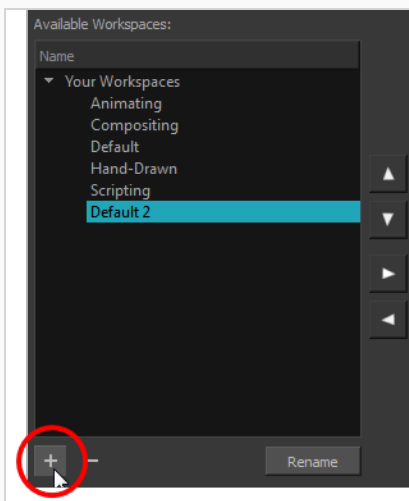 Available Workspaces:
Name
Your Workspaces
Animating
Compositing
Default
Hand-Drawn
Scripting
Default 2
Rename